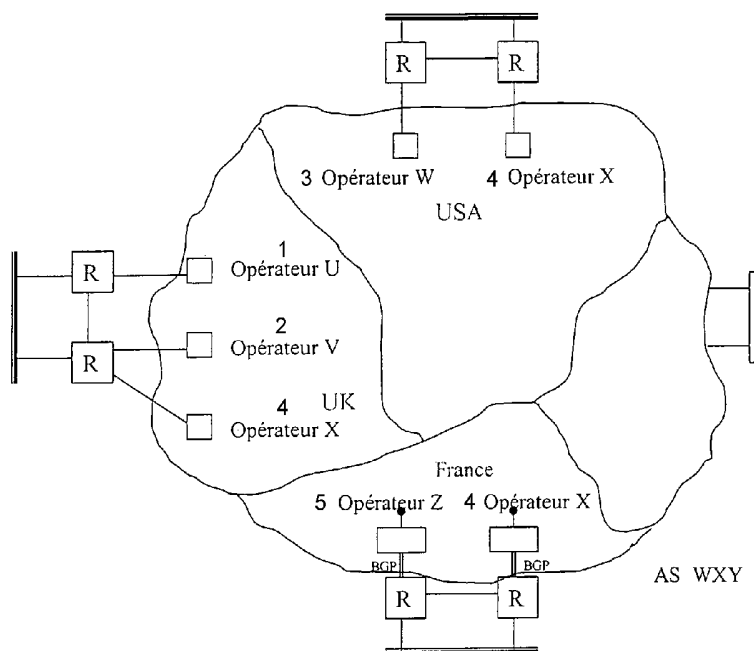 R R
3 Opérateur W 4 Opérateur X
USA
R
1
Opérateur U
2
R
Opérateur V
4 UK
Opérateur X
France
5 Opérateur Z 4 Opérateur X
BGP BGP
R R
AS WXY